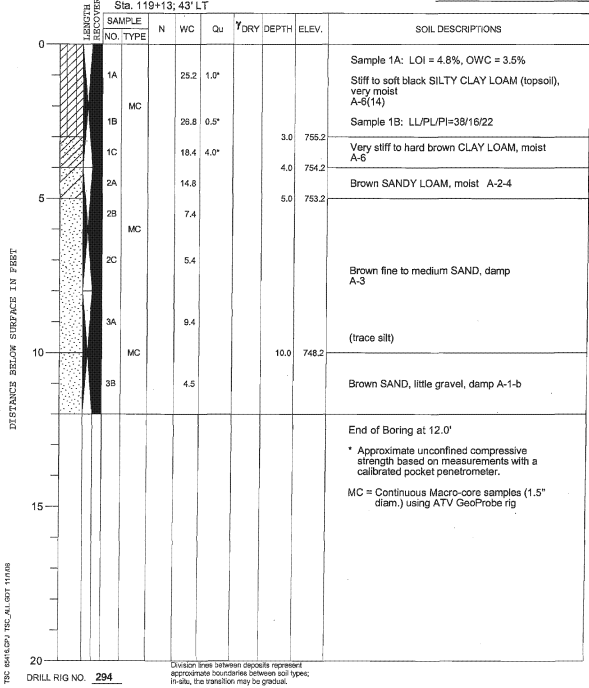 Sta. 119+13; 43' LT
LENGTH
RECOVERY
SAMPLE
NO. TYPE N WC Qu γDRY DEPTH ELEV. SOIL DESCRIPTIONS
0
Sample 1A: LOI = 4.8%, OWC = 3.5%
1A 25.2 1.0*
Stiff to soft black SILTY CLAY LOAM (topsoil),
very moist
A-6(14)
MC
1B 26.8 0.5* Sample 1B: LL/PL/PI=38/16/22
3.0 755.2
1C 18.4 4.0* Very stiff to hard brown CLAY LOAM, moist
A-6
4.0 754.2
2A 14.8 Brown SANDY LOAM, moist A-2-4
5 5.0 753.2
2B 7.4
MC
2C 5.4
Brown fine to medium SAND, damp
A-3
3A 9.4
(trace silt)
10 MC 10.0 748.2
3B 4.5 Brown SAND, little gravel, damp A-1-b
End of Boring at 12.0'
* Approximate unconfined compressive
strength based on measurements with a
calibrated pocket penetrometer.
MC = Continuous Macro-core samples (1.5"
diam.) using ATV GeoProbe rig
15
20
DISTANCE BELOW SURFACE IN FEET
DRILL RIG NO. 294
Division lines between deposits represent
approximate boundaries between soil types;
in-situ, the transition may be gradual.